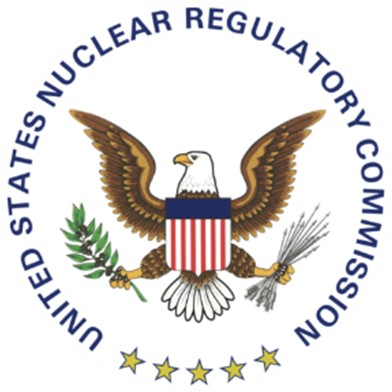 UNITED STATES NUCLEAR REGULATORY COMMISSION